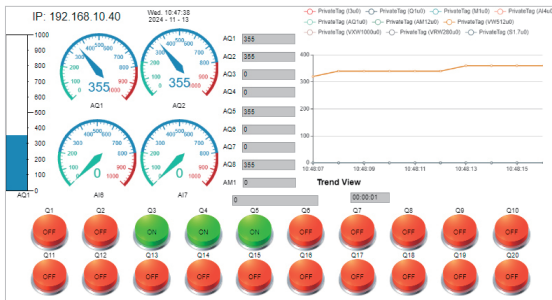 IP: 192.168.10.40
Wed. 10:47:38
2024 - 11 - 13
PrivateTag (I3u0) PrivateTag (Q1u0) PrivateTag (M1u0) PrivateTag (AI4u0
PrivateTag (AQ1u0) PrivateTag (AM12u0) PrivateTag (VW512u0)
PrivateTag (VXW1000u0) PrivateTag (VRW280u0) PrivateTag (S1.7u0)
1000
900
800
700
600
500
400
300
200
100
0
AQ1
355
AQ1
355
AQ2
0
AI6
0
AI7
AQ1 355
AQ2 355
AQ3 0
AQ4 0
AQ5 355
AQ6 0
AQ7 0
AQ8 355
AM1 0
0
400
300
200
100
0
10:48:07 10:48:09 10:48:11 10:48:13 10:48:15
Trend View
00:00:01
Q1 Q2 Q3 Q4 Q5 Q6 Q7 Q8 Q9 Q10
OFF OFF ON ON ON OFF OFF OFF OFF OFF
Q11 Q12 Q13 Q14 Q15 Q16 Q17 Q18 Q19 Q20
OFF OFF OFF OFF OFF OFF OFF OFF OFF OFF